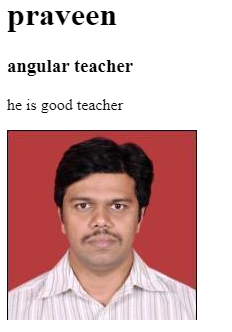 praveen
angular teacher
he is good teacher